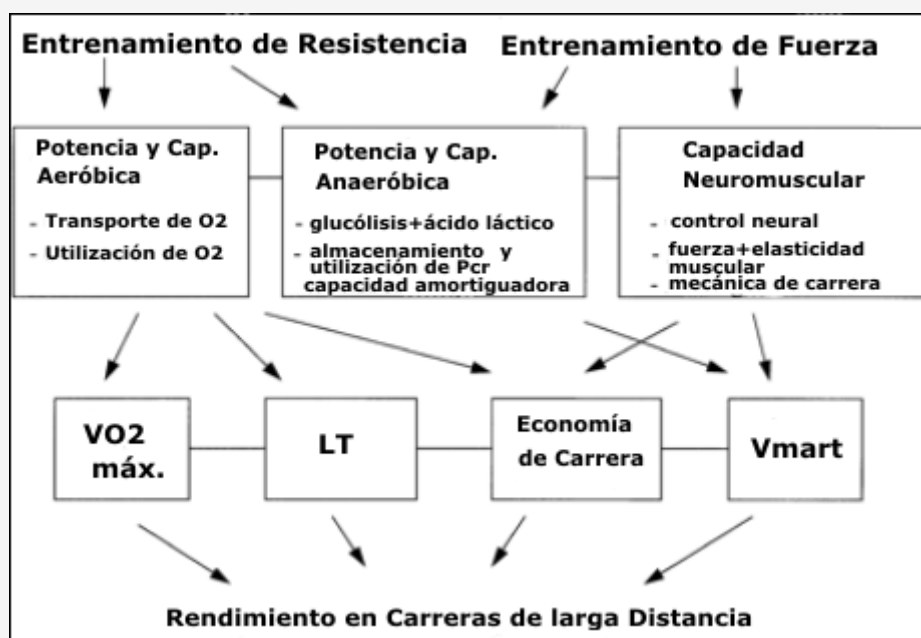 Entrenamiento de Resistencia
Entrenamiento de Fuerza
Potencia y Cap.
Aeróbica
- Transporte de O2
- Utilización de O2
Potencia y Cap.
Anaeróbica
- glucólisis+ácido láctico
- almacenamiento y
utilización de Pcr
capacidad amortiguadora
Capacidad
Neuromuscular
- control neural
- fuerza+elasticidad
muscular
- mecánica de carrera
VO2
máx.
LT
Economía
de Carrera
Vmart
Rendimiento en Carreras de larga Distancia